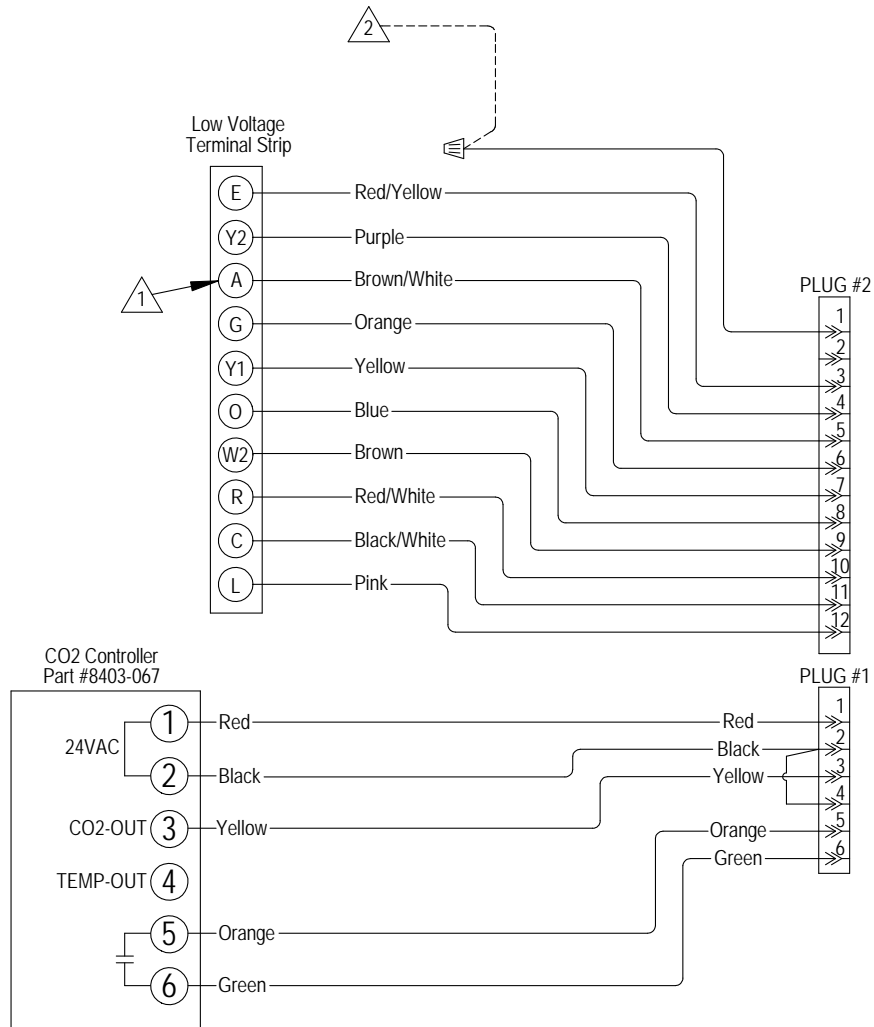 2
Low Voltage
Terminal Strip
E Red/Yellow
Y2 Purple
1
A Brown/White
G Orange
Y1 Yellow
O Blue
W2 Brown
R Red/White
C Black/White
L Pink
PLUG #2
1
2
3
4
5
6
7
8
9
10
11
12
CO2 Controller
Part #8403-067
24VAC
1 Red
2 Black
CO2-OUT 3 Yellow
TEMP-OUT 4
5 Orange
6 Green
PLUG #1
Red 1
Black 2
Yellow 3
4
Orange 5
Green 6